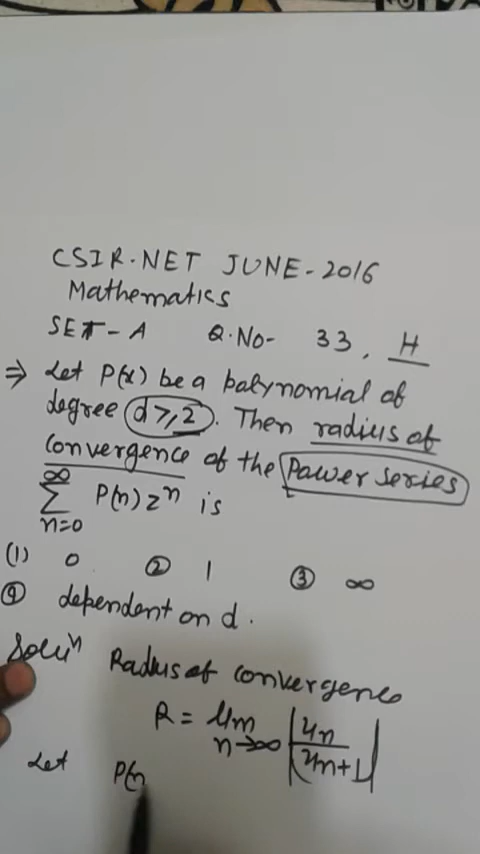 CSIR-NET JUNE-2016
Mathematics
SET-A Q.No- 33, H
⇒ Let P(x) be a polynomial of
degree d≥2. Then radius of
convergence of the Power series
∞
∑ P(n)zⁿ is
n=0
(1) 0 ② 1 ③ ∞
④ dependent on d.
Soluⁿ Radius of convergence
R = lim |un/un+1|
n→∞
Let P(n